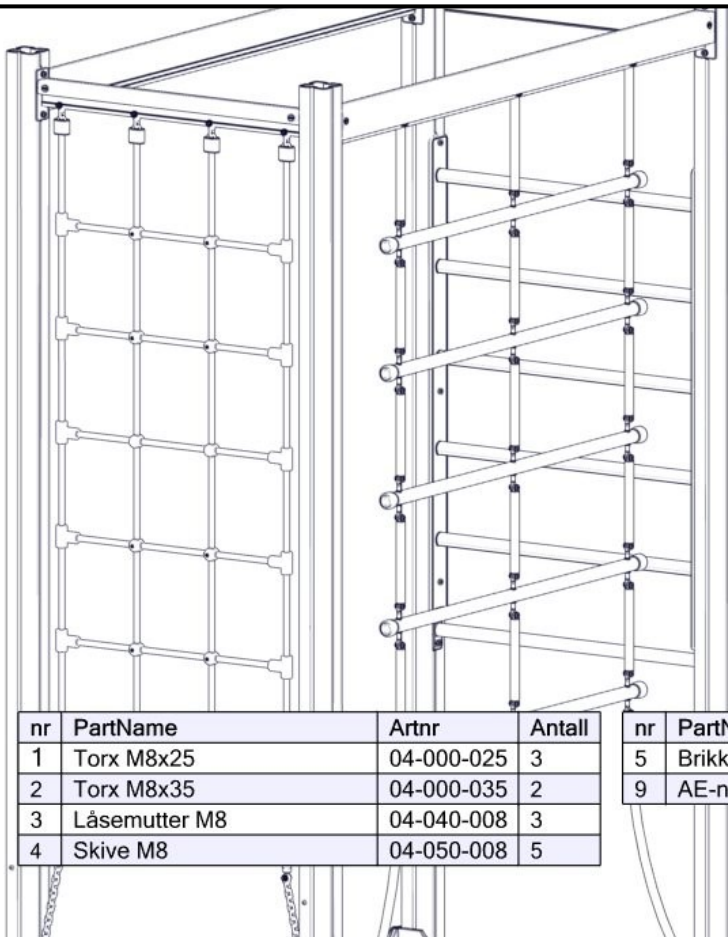 nr PartName Artnr Antall
1 Torx M8x25 04-000-025 3
2 Torx M8x35 04-000-035 2
3 Låsemutter M8 04-040-008 3
4 Skive M8 04-050-008 5
nr
5
9